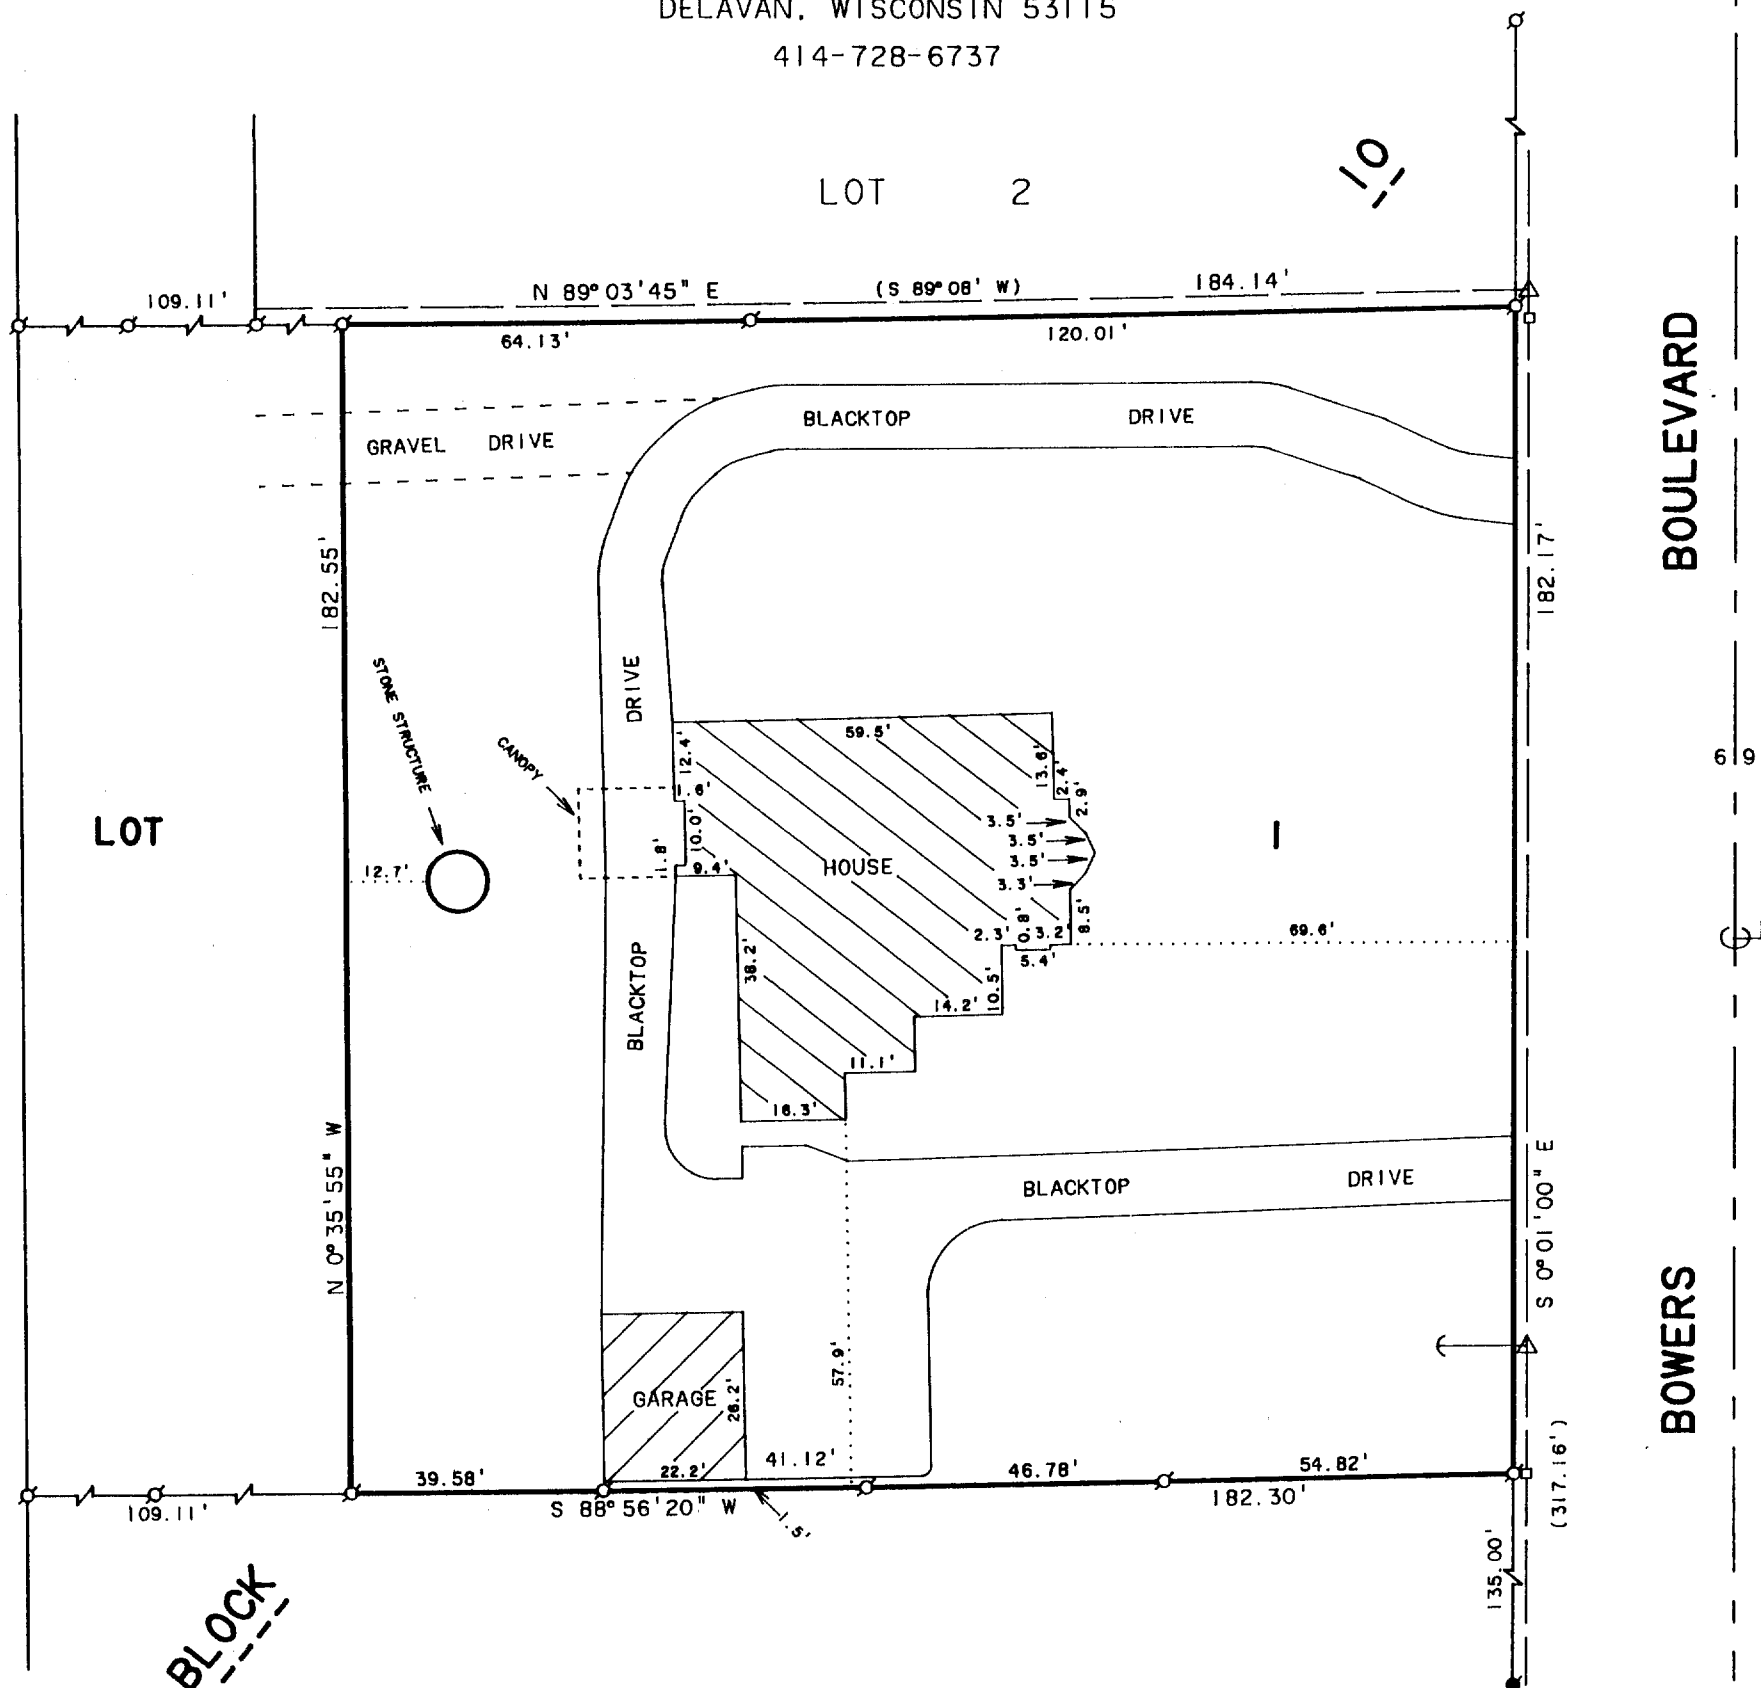 DELAVAN, WISCONSIN 53115
414-728-6737
10
LOT 2
109.11'
N 89° 03'45" E (S 89° 08' W) 184.14'
64.13'
120.01'
BLACKTOP DRIVE
GRAVEL DRIVE
BOULEVARD
182.55'
182.17'
STONE STRUCTURE
DRIVE
CANOPY
59.5'
12.4'
13.6'
2.4'
2.9'
1.6'
10.0'
1.8'
9.4'
3.5'
3.5'
3.5'
3.3'
619
LOT
1
HOUSE
12.7'
8.5'
2.3'
0.8'
3.2'
5.4'
69.6'
BLACKTOP
38.2'
10.5'
14.2'
11.1'
16.3'
N 0° 35'55" W
S 0° 01'00" E
BLACKTOP DRIVE
BOWERS
57.9'
GARAGE
26.2'
22.2'
41.12'
39.58'
46.78'
54.82'
S 88° 56'20" W
182.30'
1.5'
109.11'
(317.16')
135.00'
BLOCK